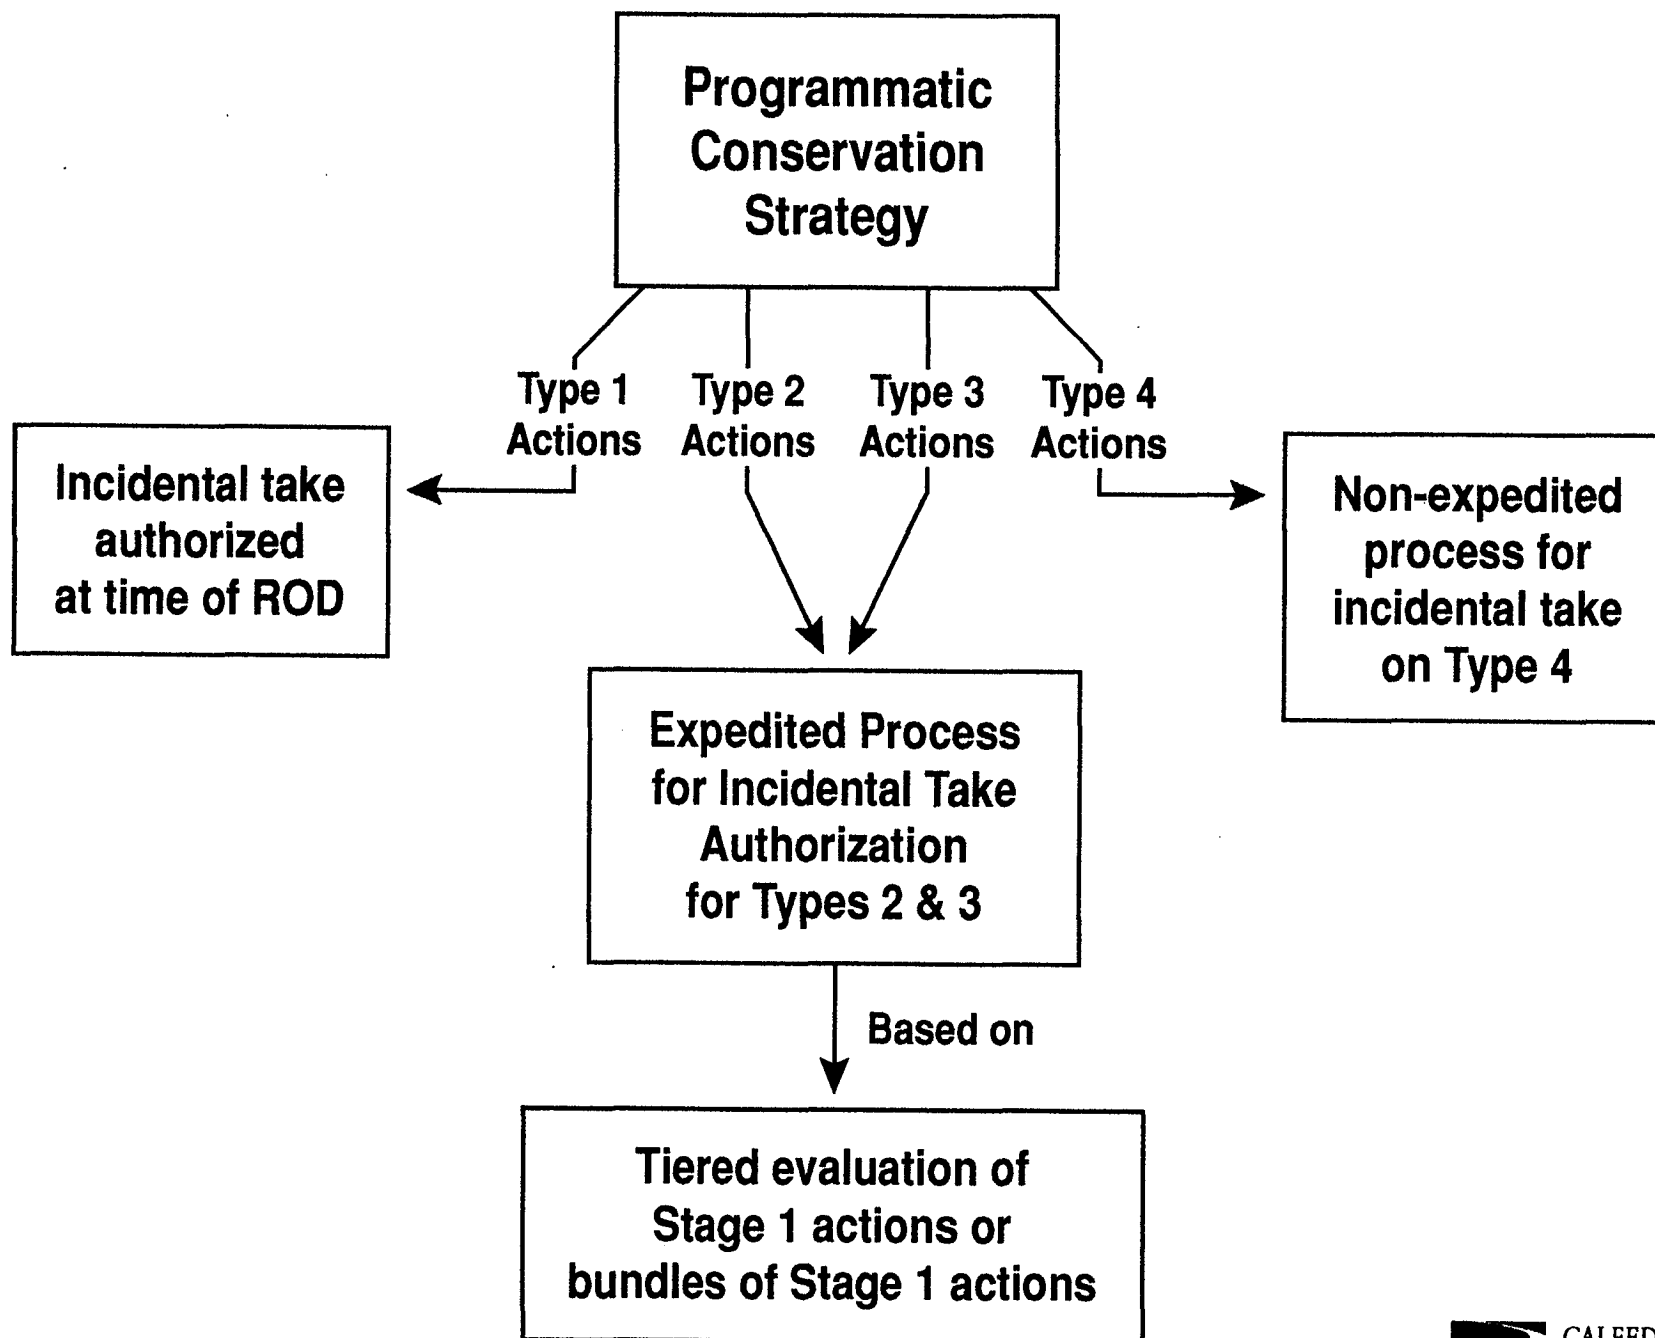 Programmatic
Conservation
Strategy
Type 1
Actions
Type 2
Actions
Type 3
Actions
Type 4
Actions
Incidental take
authorized
at time of ROD
Non-expedited
process for
incidental take
on Type 4
Expedited Process
for Incidental Take
Authorization
for Types 2 & 3
Based on
Tiered evaluation of
Stage 1 actions or
bundles of Stage 1 actions